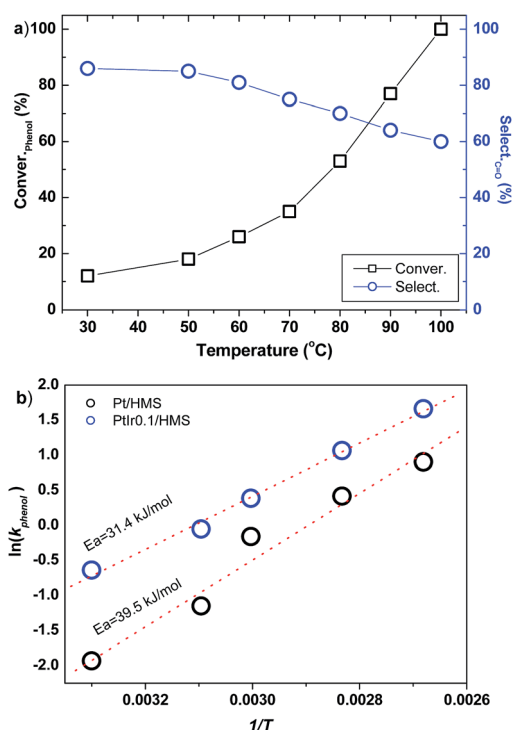 a)
100
80
60
40
20
0
Conver.Phenol (%)
100
80
60
40
20
0
Select.C=O (%)
Conver.
Select.
30 40 50 60 70 80 90 100
Temperature (°C)
b)
2.0
1.5
1.0
0.5
0.0
-0.5
-1.0
-1.5
-2.0
ln(kphenol)
Pt/HMS
PtIr0.1/HMS
Ea=31.4 kJ/mol
Ea=39.5 kJ/mol
0.0032 0.0030 0.0028 0.0026
1/T